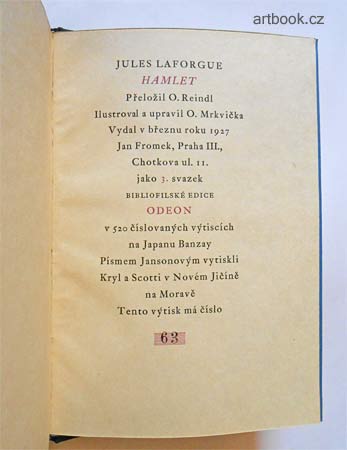 artbook.cz
JULES LAFORGUE
HAMLET
Přeložil O. Reindl
Ilustroval a upravil O. Mrkvička
Vydal v březnu roku 1927
Jan Fromek, Praha III.,
Chotkova ul. 11.
jako 3. svazek
BIBLIOFILSKÉ EDICE
ODEON
v 520 číslovaných výtiscích
na Japanu Banzay
Písmem Jansonovým vytiskli
Kryl a Scotti v Novém Jičíně
na Moravě
Tento výtisk má číslo
63